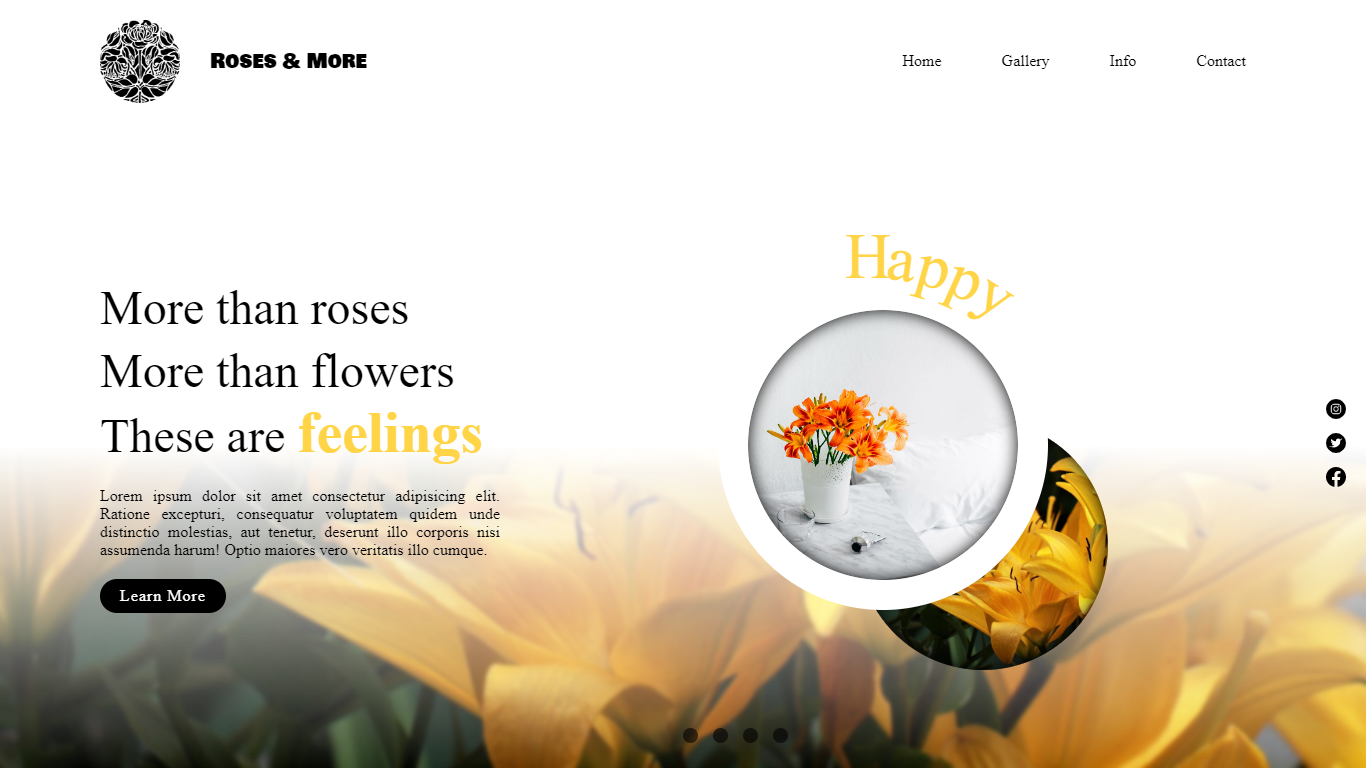 Roses & More
Home
Gallery
Info
Contact
Happy
More than roses
More than flowers
These are feelings
Lorem ipsum dolor sit amet consectetur adipisicing elit.
Ratione excepturi, consequatur voluptatem quidem unde
distinctio molestias, aut tenetur, deserunt illo corporis nisi
assumenda harum! Optio maiores vero veritatis illo cumque.
Learn More